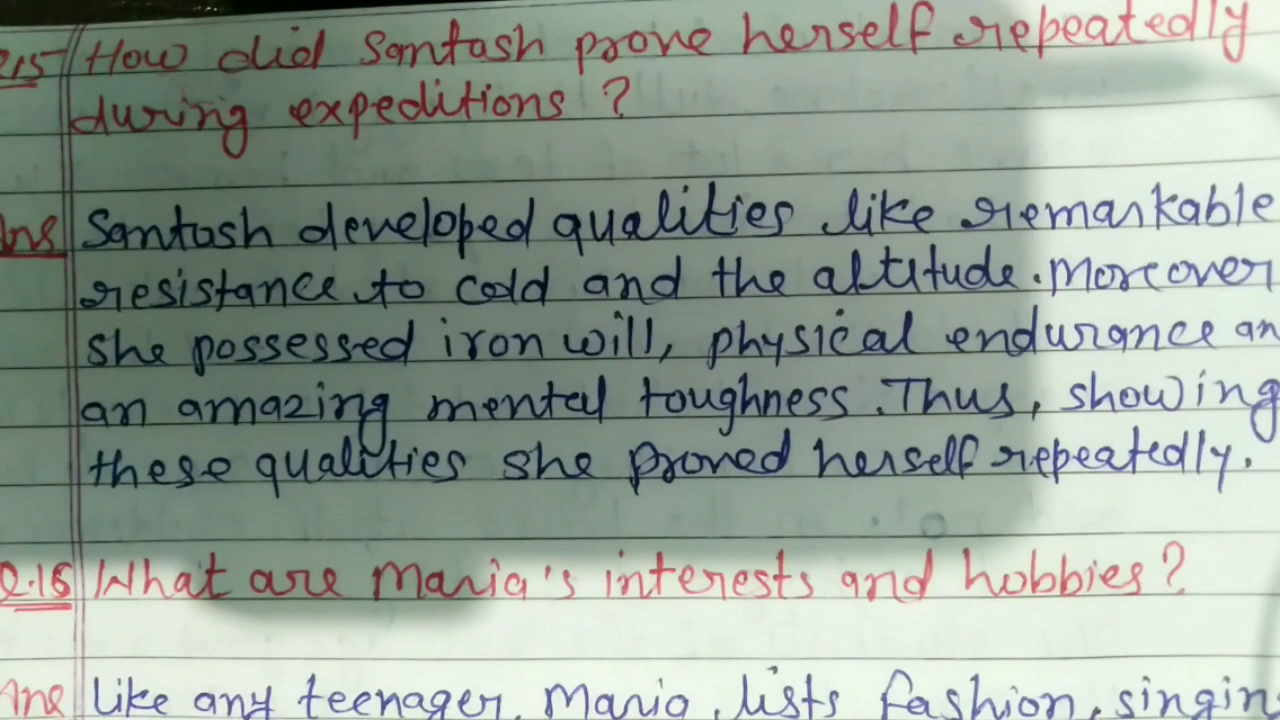 Q.15 How did Santosh prove herself repeatedly
during expeditions ?
Ans Santosh developed qualities like remarkable
resistance to cold and the altitude. Moreover
she possessed iron will, physical endurance an
an amazing mental toughness. Thus, showing
these qualities she proved herself repeatedly.
Q.16 What are Maria's interests and hobbies?
Ans Like any teenager, Maria, lists fashion, singin